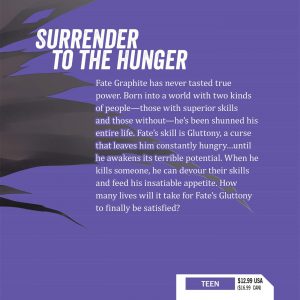 SURRENDER
TO THE HUNGER
Fate Graphite has never tasted true
power. Born into a world with two kinds
of people—those with superior skills
and those without—he's been shunned his
entire life. Fate's skill is Gluttony, a curse
that leaves him constantly hungry...until
he awakens its terrible potential. When he
kills someone, he can devour their skills
and feed his insatiable appetite. How
many lives will it take for Fate's Gluttony
to finally be satisfied?
TEEN
$12.99 USA
($16.99 CAN)